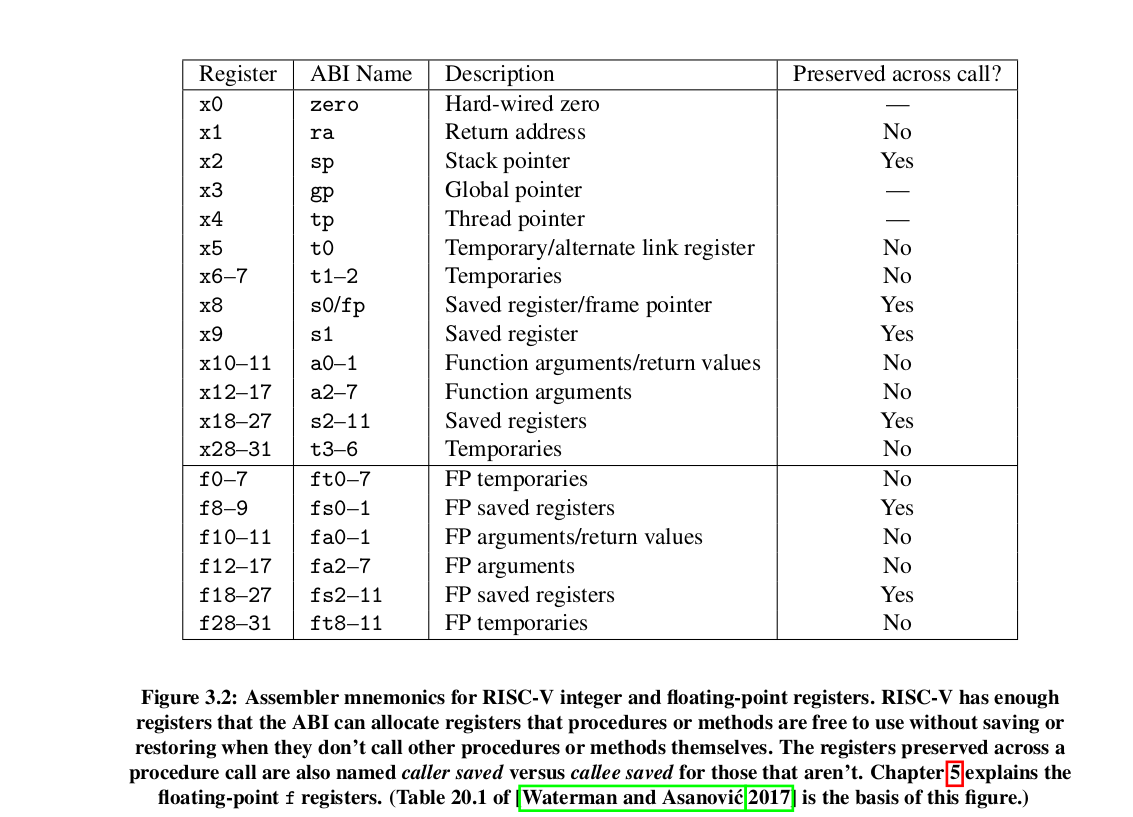 Register ABI Name Description Preserved across call?
x0 zero Hard-wired zero —
x1 ra Return address No
x2 sp Stack pointer Yes
x3 gp Global pointer —
x4 tp Thread pointer —
x5 t0 Temporary/alternate link register No
x6–7 t1–2 Temporaries No
x8 s0/fp Saved register/frame pointer Yes
x9 s1 Saved register Yes
x10–11 a0–1 Function arguments/return values No
x12–17 a2–7 Function arguments No
x18–27 s2–11 Saved registers Yes
x28–31 t3–6 Temporaries No
f0–7 ft0–7 FP temporaries No
f8–9 fs0–1 FP saved registers Yes
f10–11 fa0–1 FP arguments/return values No
f12–17 fa2–7 FP arguments No
f18–27 fs2–11 FP saved registers Yes
f28–31 ft8–11 FP temporaries No
Figure 3.2: Assembler mnemonics for RISC-V integer and floating-point registers. RISC-V has enough
registers that the ABI can allocate registers that procedures or methods are free to use without saving or
restoring when they don't call other procedures or methods themselves. The registers preserved across a
procedure call are also named caller saved versus callee saved for those that aren't. Chapter 5 explains the
floating-point f registers. (Table 20.1 of [Waterman and Asanović 2017] is the basis of this figure.)